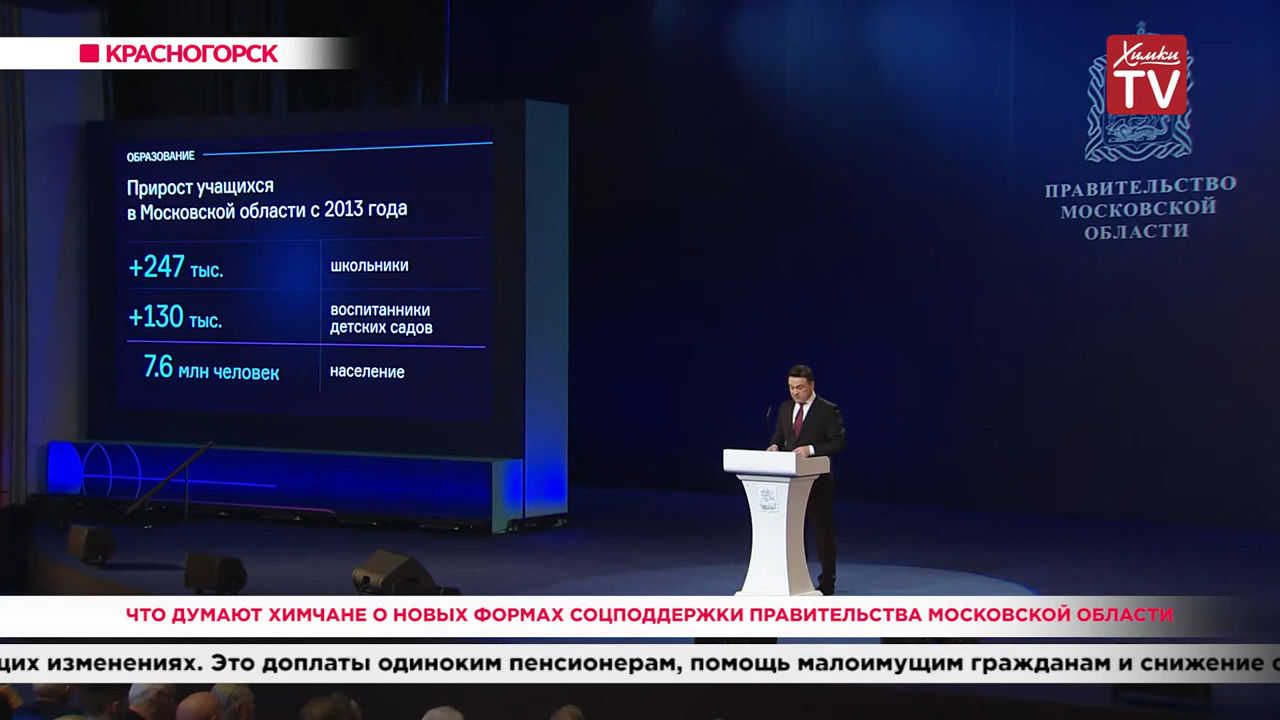 КРАСНОГОРСК
Химки
TV
ПРАВИТЕЛЬСТВО
МОСКОВСКОЙ
ОБЛАСТИ
ОБРАЗОВАНИЕ
Прирост учащихся
в Московской области с 2013 года
+247 тыс. школьники
+130 тыс. воспитанники
детских садов
7.6 млн человек население
ЧТО ДУМАЮТ ХИМЧАНЕ О НОВЫХ ФОРМАХ СОЦПОДДЕРЖКИ ПРАВИТЕЛЬСТВА МОСКОВСКОЙ ОБЛАСТИ
щих изменениях. Это доплаты одиноким пенсионерам, помощь малоимущим гражданам и снижение